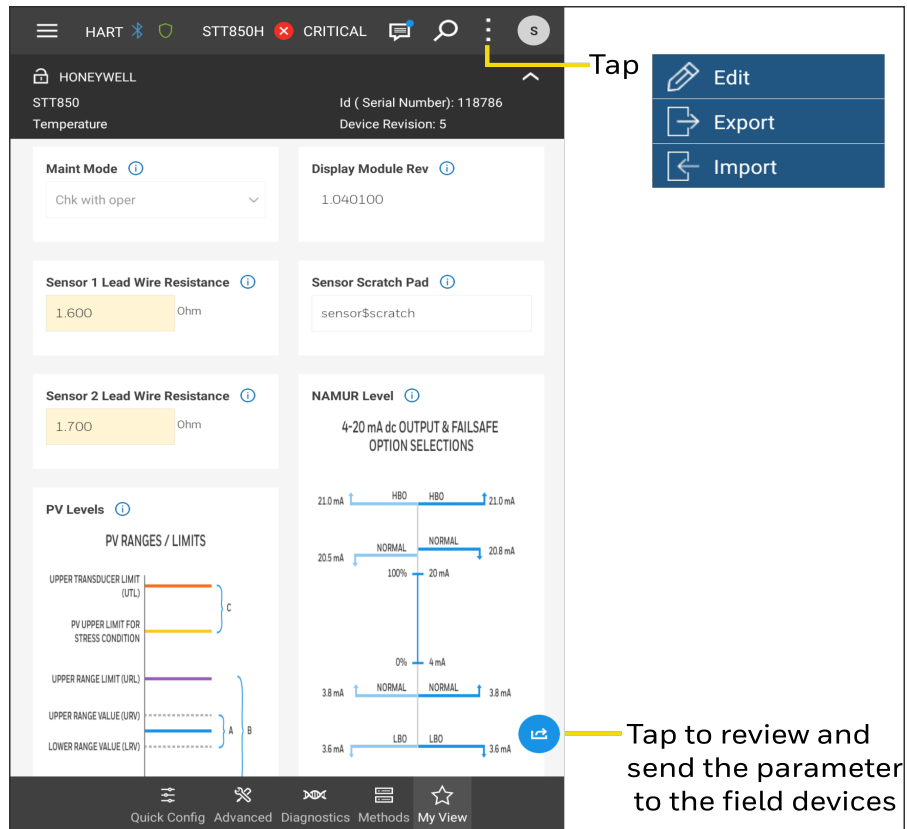 HART
STT850H
CRITICAL
S
Tap
Edit
Export
Import
HONEYWELL
STT850
Id ( Serial Number): 118786
Temperature
Device Revision: 5
Maint Mode
Chk with oper
Display Module Rev
1.040100
Sensor 1 Lead Wire Resistance
1.600
Ohm
Sensor Scratch Pad
sensor$scratch
Sensor 2 Lead Wire Resistance
1.700
Ohm
NAMUR Level
4-20 mA dc OUTPUT & FAILSAFE
OPTION SELECTIONS
21.0 mA
HBO
HBO
21.0 mA
20.5 mA
NORMAL
NORMAL
20.8 mA
100%
20 mA
0%
4 mA
3.8 mA
NORMAL
NORMAL
3.8 mA
3.6 mA
LBO
LBO
3.6 mA
PV Levels
PV RANGES / LIMITS
UPPER TRANSDUCER LIMIT
(UTL)
C
PV UPPER LIMIT FOR
STRESS CONDITION
UPPER RANGE LIMIT (URL)
UPPER RANGE VALUE (URV)
A
B
LOWER RANGE VALUE (LRV)
Tap to review and
send the parameter
to the field devices
Quick Config
Advanced
Diagnostics
Methods
My View